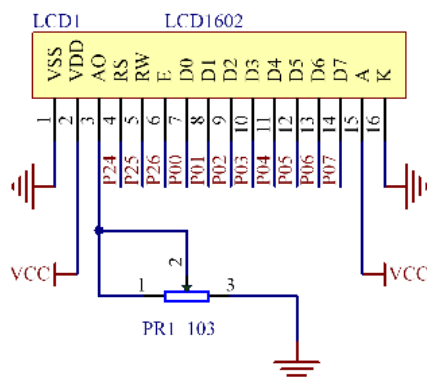 LCD1 LCD1602
VSS VDD AO RS RW E D0 D1 D2 D3 D4 D5 D6 D7 A K
1 2 3 4 5 6 7 8 9 10 11 12 13 14 15 16
P24 P25 P26 P00 P01 P02 P03 P04 P05 P06 P07
VCC VCC
2
1 3
PR1 103